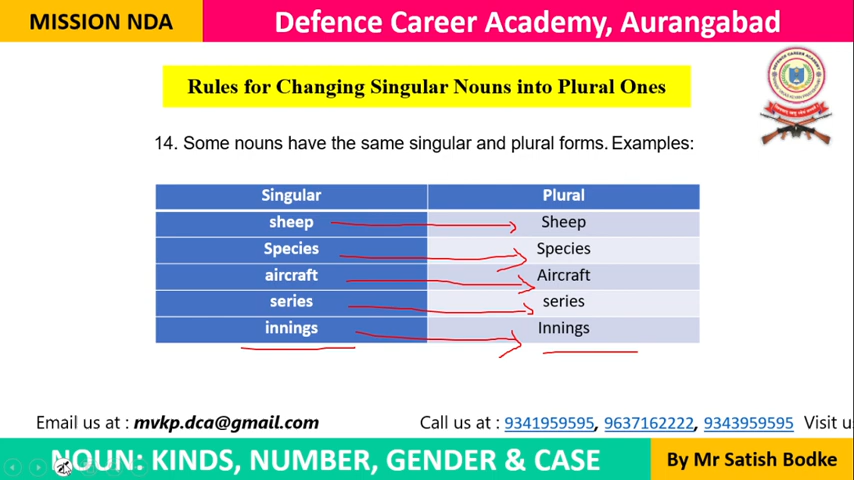 MISSION NDA
Defence Career Academy, Aurangabad
Rules for Changing Singular Nouns into Plural Ones
14. Some nouns have the same singular and plural forms. Examples:
Singular Plural
sheep Sheep
Species Species
aircraft Aircraft
series series
innings Innings
Email us at : mvkp.dca@gmail.com Call us at : 9341959595, 9637162222, 9343959595 Visit u
NOUN: KINDS, NUMBER, GENDER & CASE
By Mr Satish Bodke